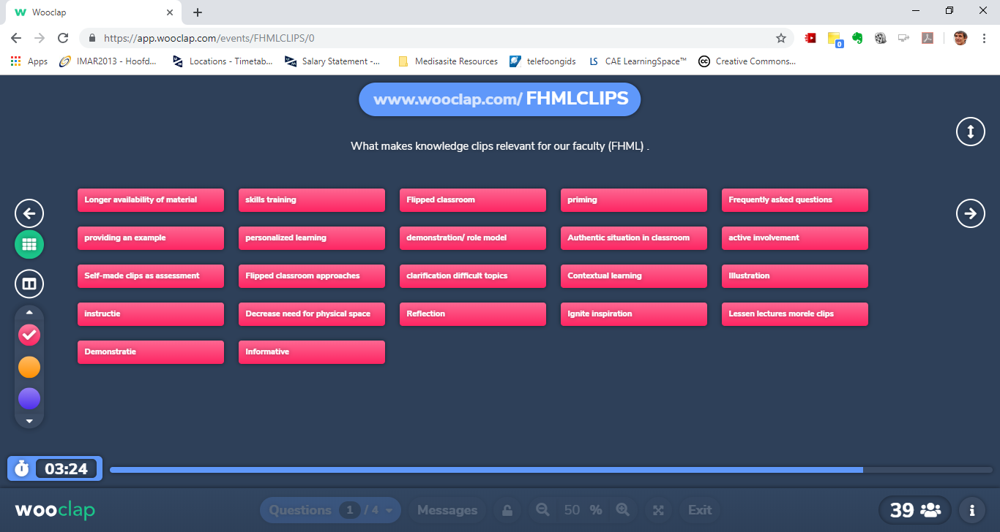 Wooclap
https://app.wooclap.com/events/FHMLCLIPS/0
0
Apps IMAR2013 - Hoofd... Locations - Timetab... Salary Statement -... Medisasite Resources telefoongids LS CAE LearningSpace™ cc Creative Commons...
www.wooclap.com/ FHMLCLIPS
What makes knowledge clips relevant for our faculty (FHML) .
Longer availability of material skills training Flipped classroom priming Frequently asked questions
providing an example personalized learning demonstration/ role model Authentic situation in classroom active involvement
Self-made clips as assessment Flipped classroom approaches clarification difficult topics Contextual learning Illustration
instructie Decrease need for physical space Reflection Ignite inspiration Lessen lectures morele clips
Demonstratie Informative
03:24
wooclap Questions 1 / 4 Messages 50 % Exit 39 i